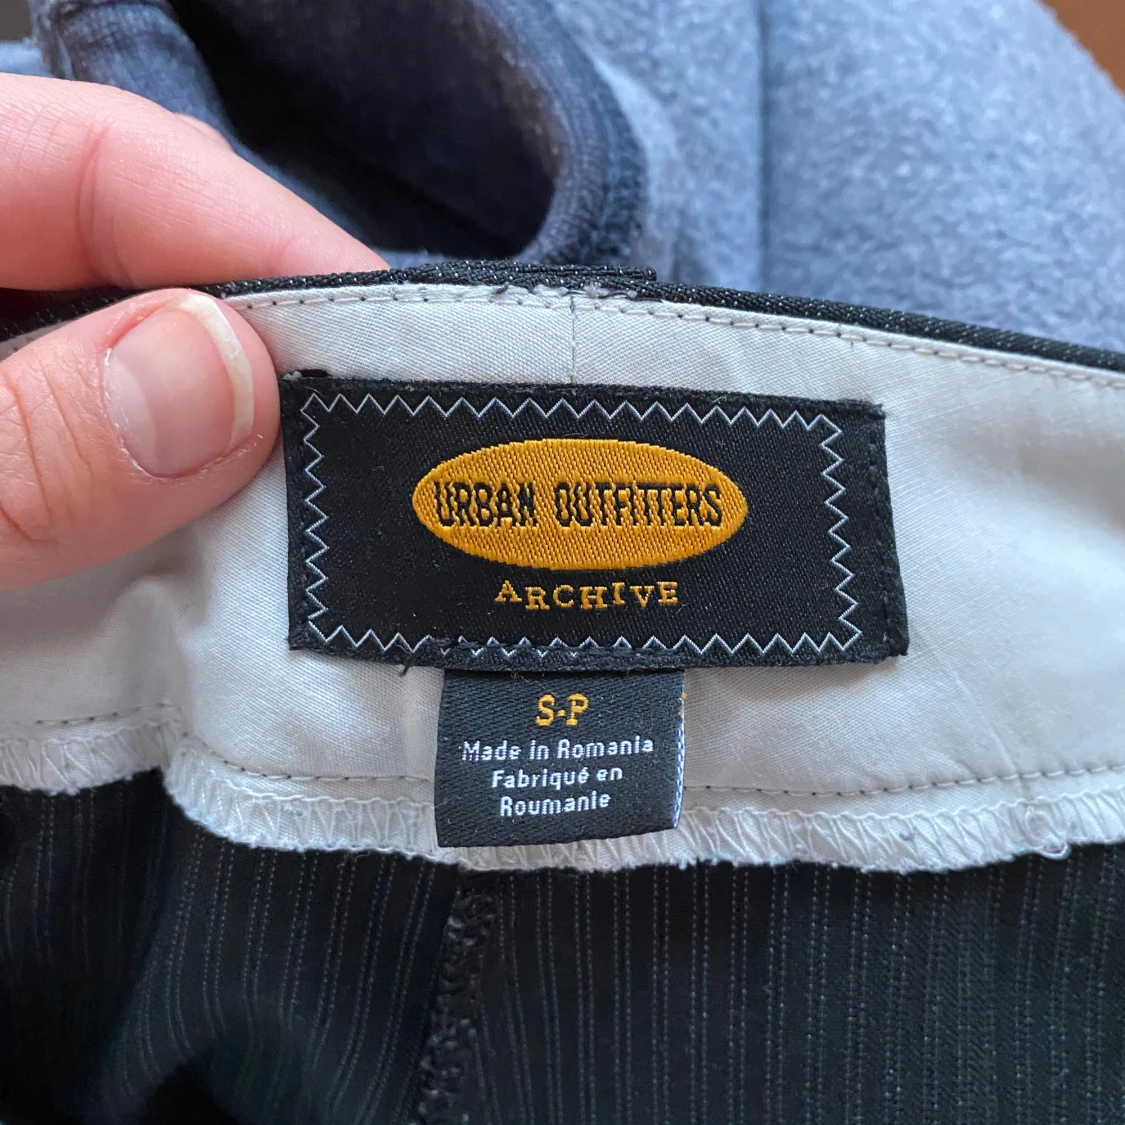 URBAN OUTFITTERS
ARCHIVE
S-P
Made in Romania
Fabriqué en
Roumanie